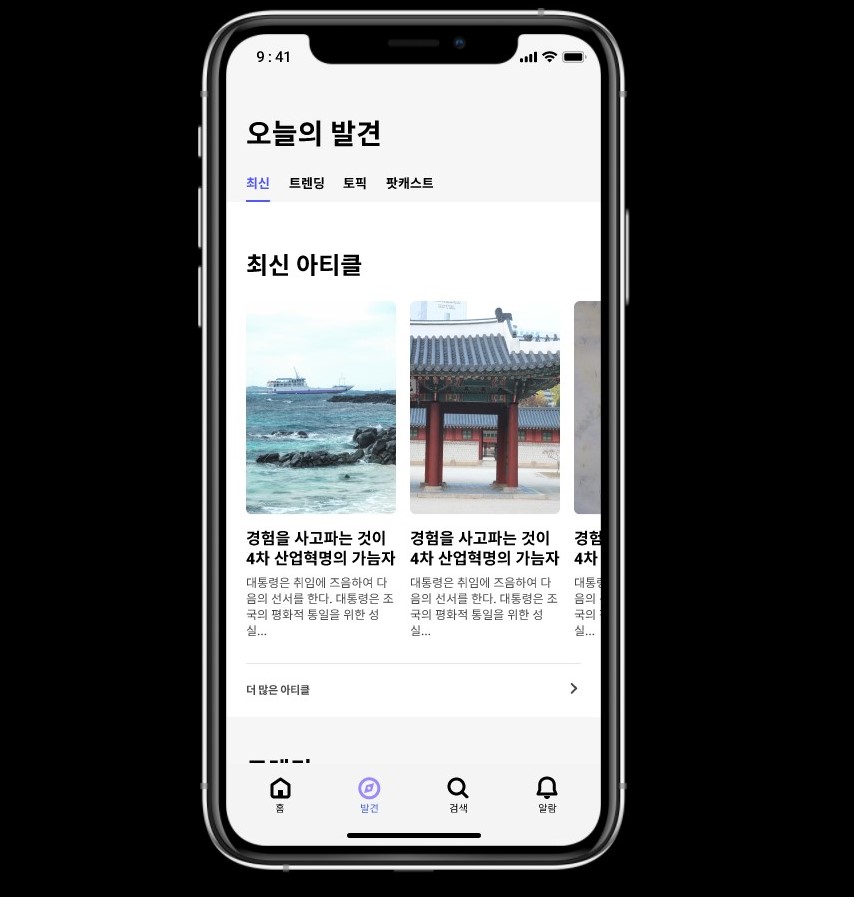 9:41
오늘의 발견
최신 트렌딩 토픽 팟캐스트
최신 아티클
경험을 사고파는 것이
4차 산업혁명의 가늠자
대통령은 취임에 즈음하여 다
음의 선서를 한다. 대통령은 조
국의 평화적 통일을 위한 성
실...
경험을 사고파는 것이
4차 산업혁명의 가늠자
대통령은 취임에 즈음하여 다
음의 선서를 한다. 대통령은 조
국의 평화적 통일을 위한 성
실...
경험
4차
음의
국의
실...
더 많은 아티클
홈 발견 검색 알람